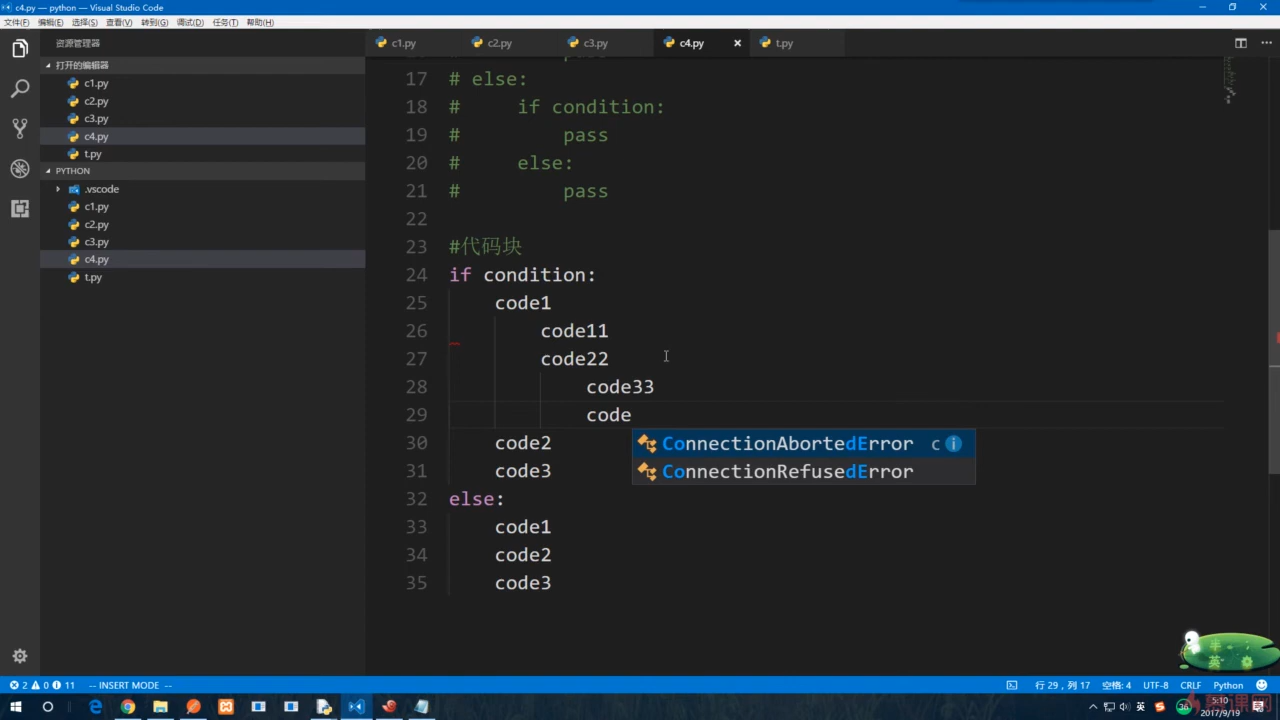 c4.py — python — Visual Studio Code
文件(F) 编辑(E) 选择(S) 查看(V) 转到(G) 调试(D) 任务(T) 帮助(H)
资源管理器
打开的编辑器
c1.py
c2.py
c3.py
c4.py
t.py
PYTHON
.vscode
c1.py
c2.py
c3.py
c4.py
t.py
c1.py c2.py c3.py c4.py t.py
17 # else:
18 #     if condition:
19 #         pass
20 #     else:
21 #         pass
22
23 #代码块
24 if condition:
25     code1
26         code11
27         code22
28             code33
29             code
30     code2
31     code3
32 else:
33     code1
34     code2
35     code3
ConnectionAbortedError c
ConnectionRefusedError
半
英
2 0 11 -- INSERT MODE --
行 29，列 17 空格: 4 UTF-8 CRLF Python
英
5:10
2017/9/19